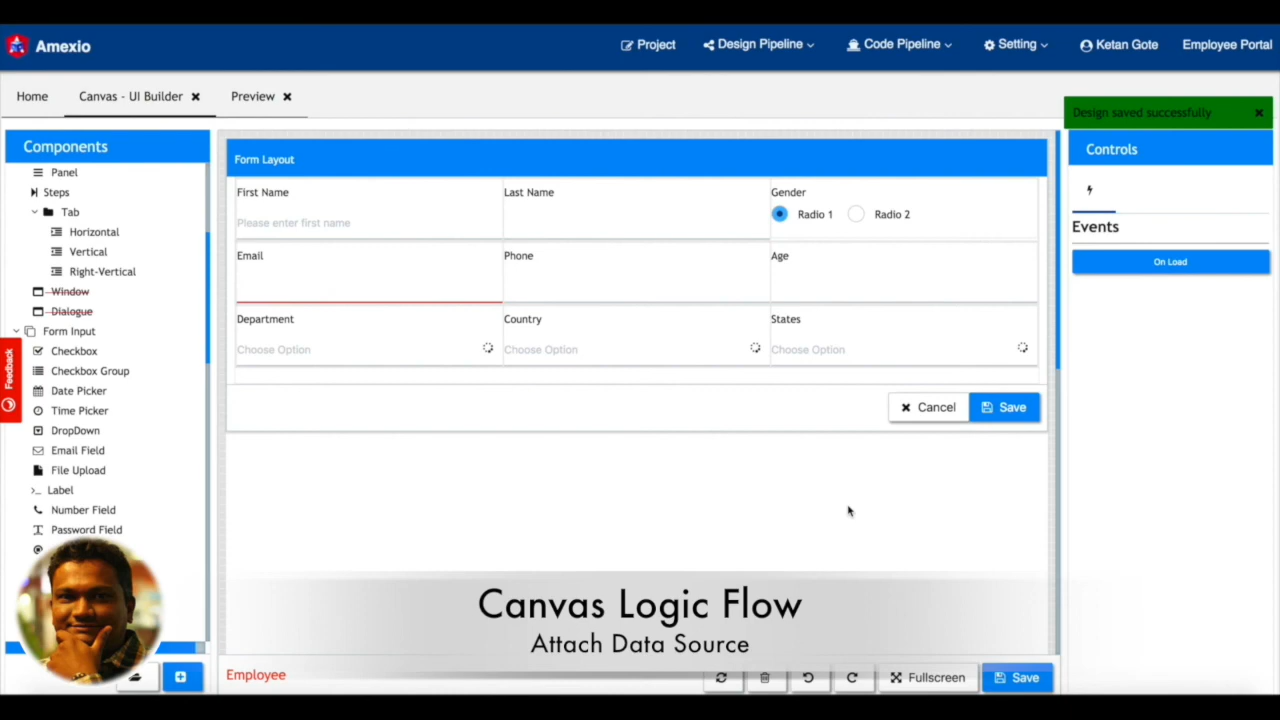 Amexio
Project
Design Pipeline
Code Pipeline
Setting
Ketan Gote
Employee Portal
Home
Canvas - UI Builder
Preview
Design saved successfully
Components
Panel
Steps
Tab
Horizontal
Vertical
Right-Vertical
Window
Dialogue
Form Input
Checkbox
Checkbox Group
Date Picker
Time Picker
DropDown
Email Field
File Upload
Label
Number Field
Password Field
Feedback
Form Layout
First Name
Last Name
Gender
Please enter first name
Radio 1
Radio 2
Email
Phone
Age
Department
Country
States
Choose Option
Choose Option
Choose Option
Cancel
Save
Controls
Events
On Load
Canvas Logic Flow
Attach Data Source
Employee
Fullscreen
Save